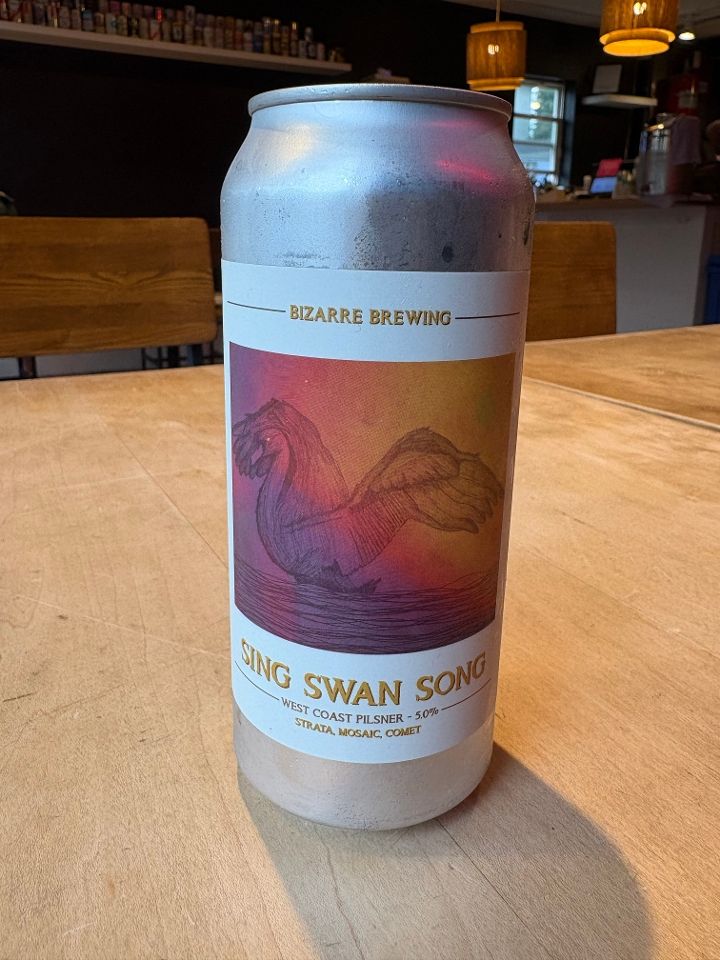 BIZARRE BREWING
SING SWAN SONG
WEST COAST PILSNER - 5.0%
STRATA, MOSAIC, COMET